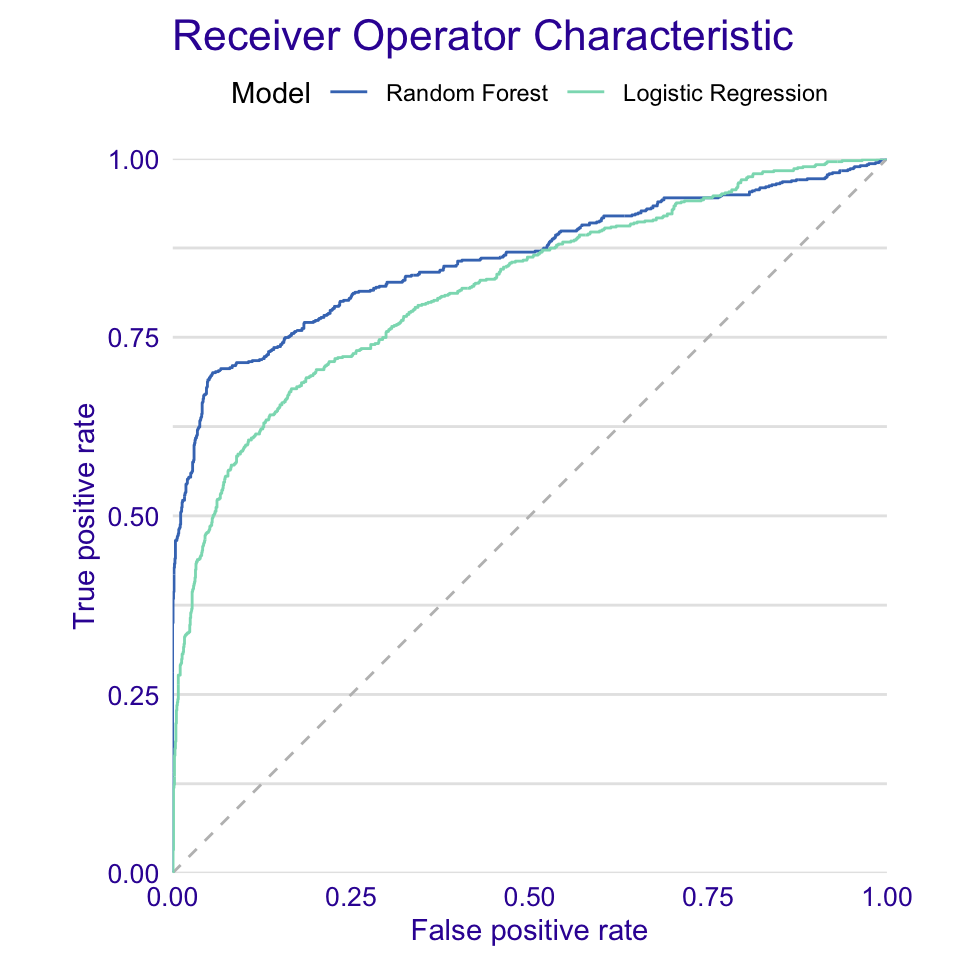 Receiver Operator Characteristic
Model Random Forest Logistic Regression
1.00
0.75
0.50
0.25
0.00
True positive rate
0.00 0.25 0.50 0.75 1.00
False positive rate